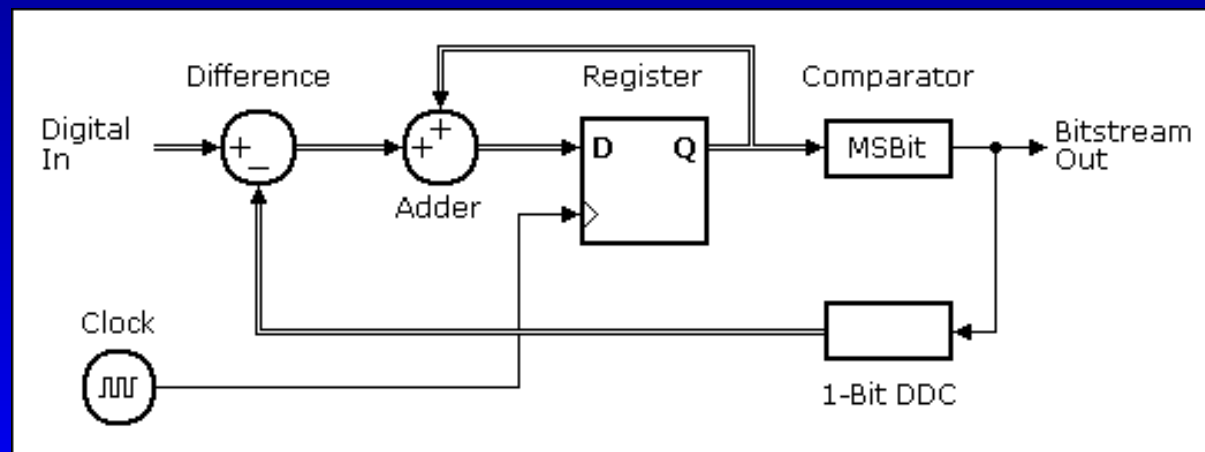 Difference
Register
Comparator
Digital
In
+
−
+
+
Adder
D Q
MSBit
Bitstream
Out
Clock
1-Bit DDC